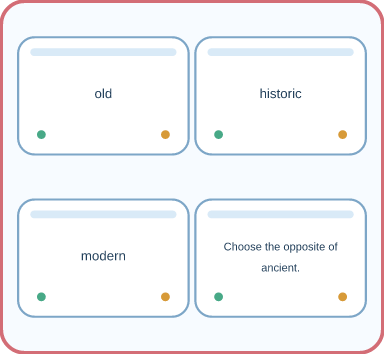 old
historic
modern
Choose the opposite of
ancient.